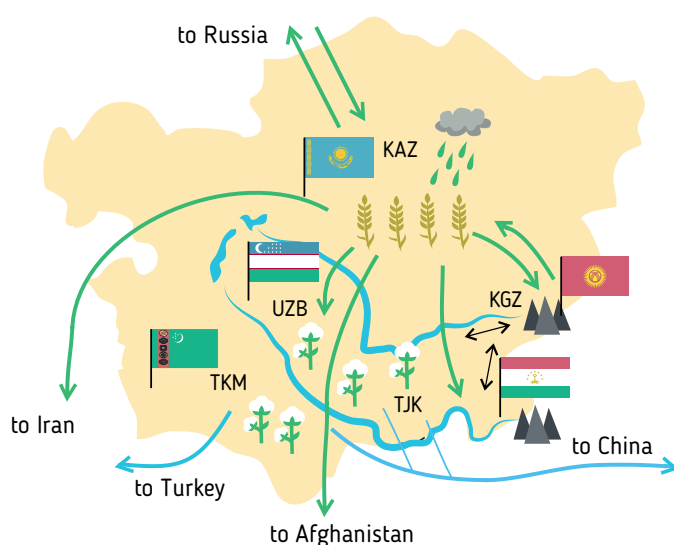 to Russia
KAZ
KGZ
UZB
TKM
TJK
to Iran
to China
to Turkey
to Afghanistan